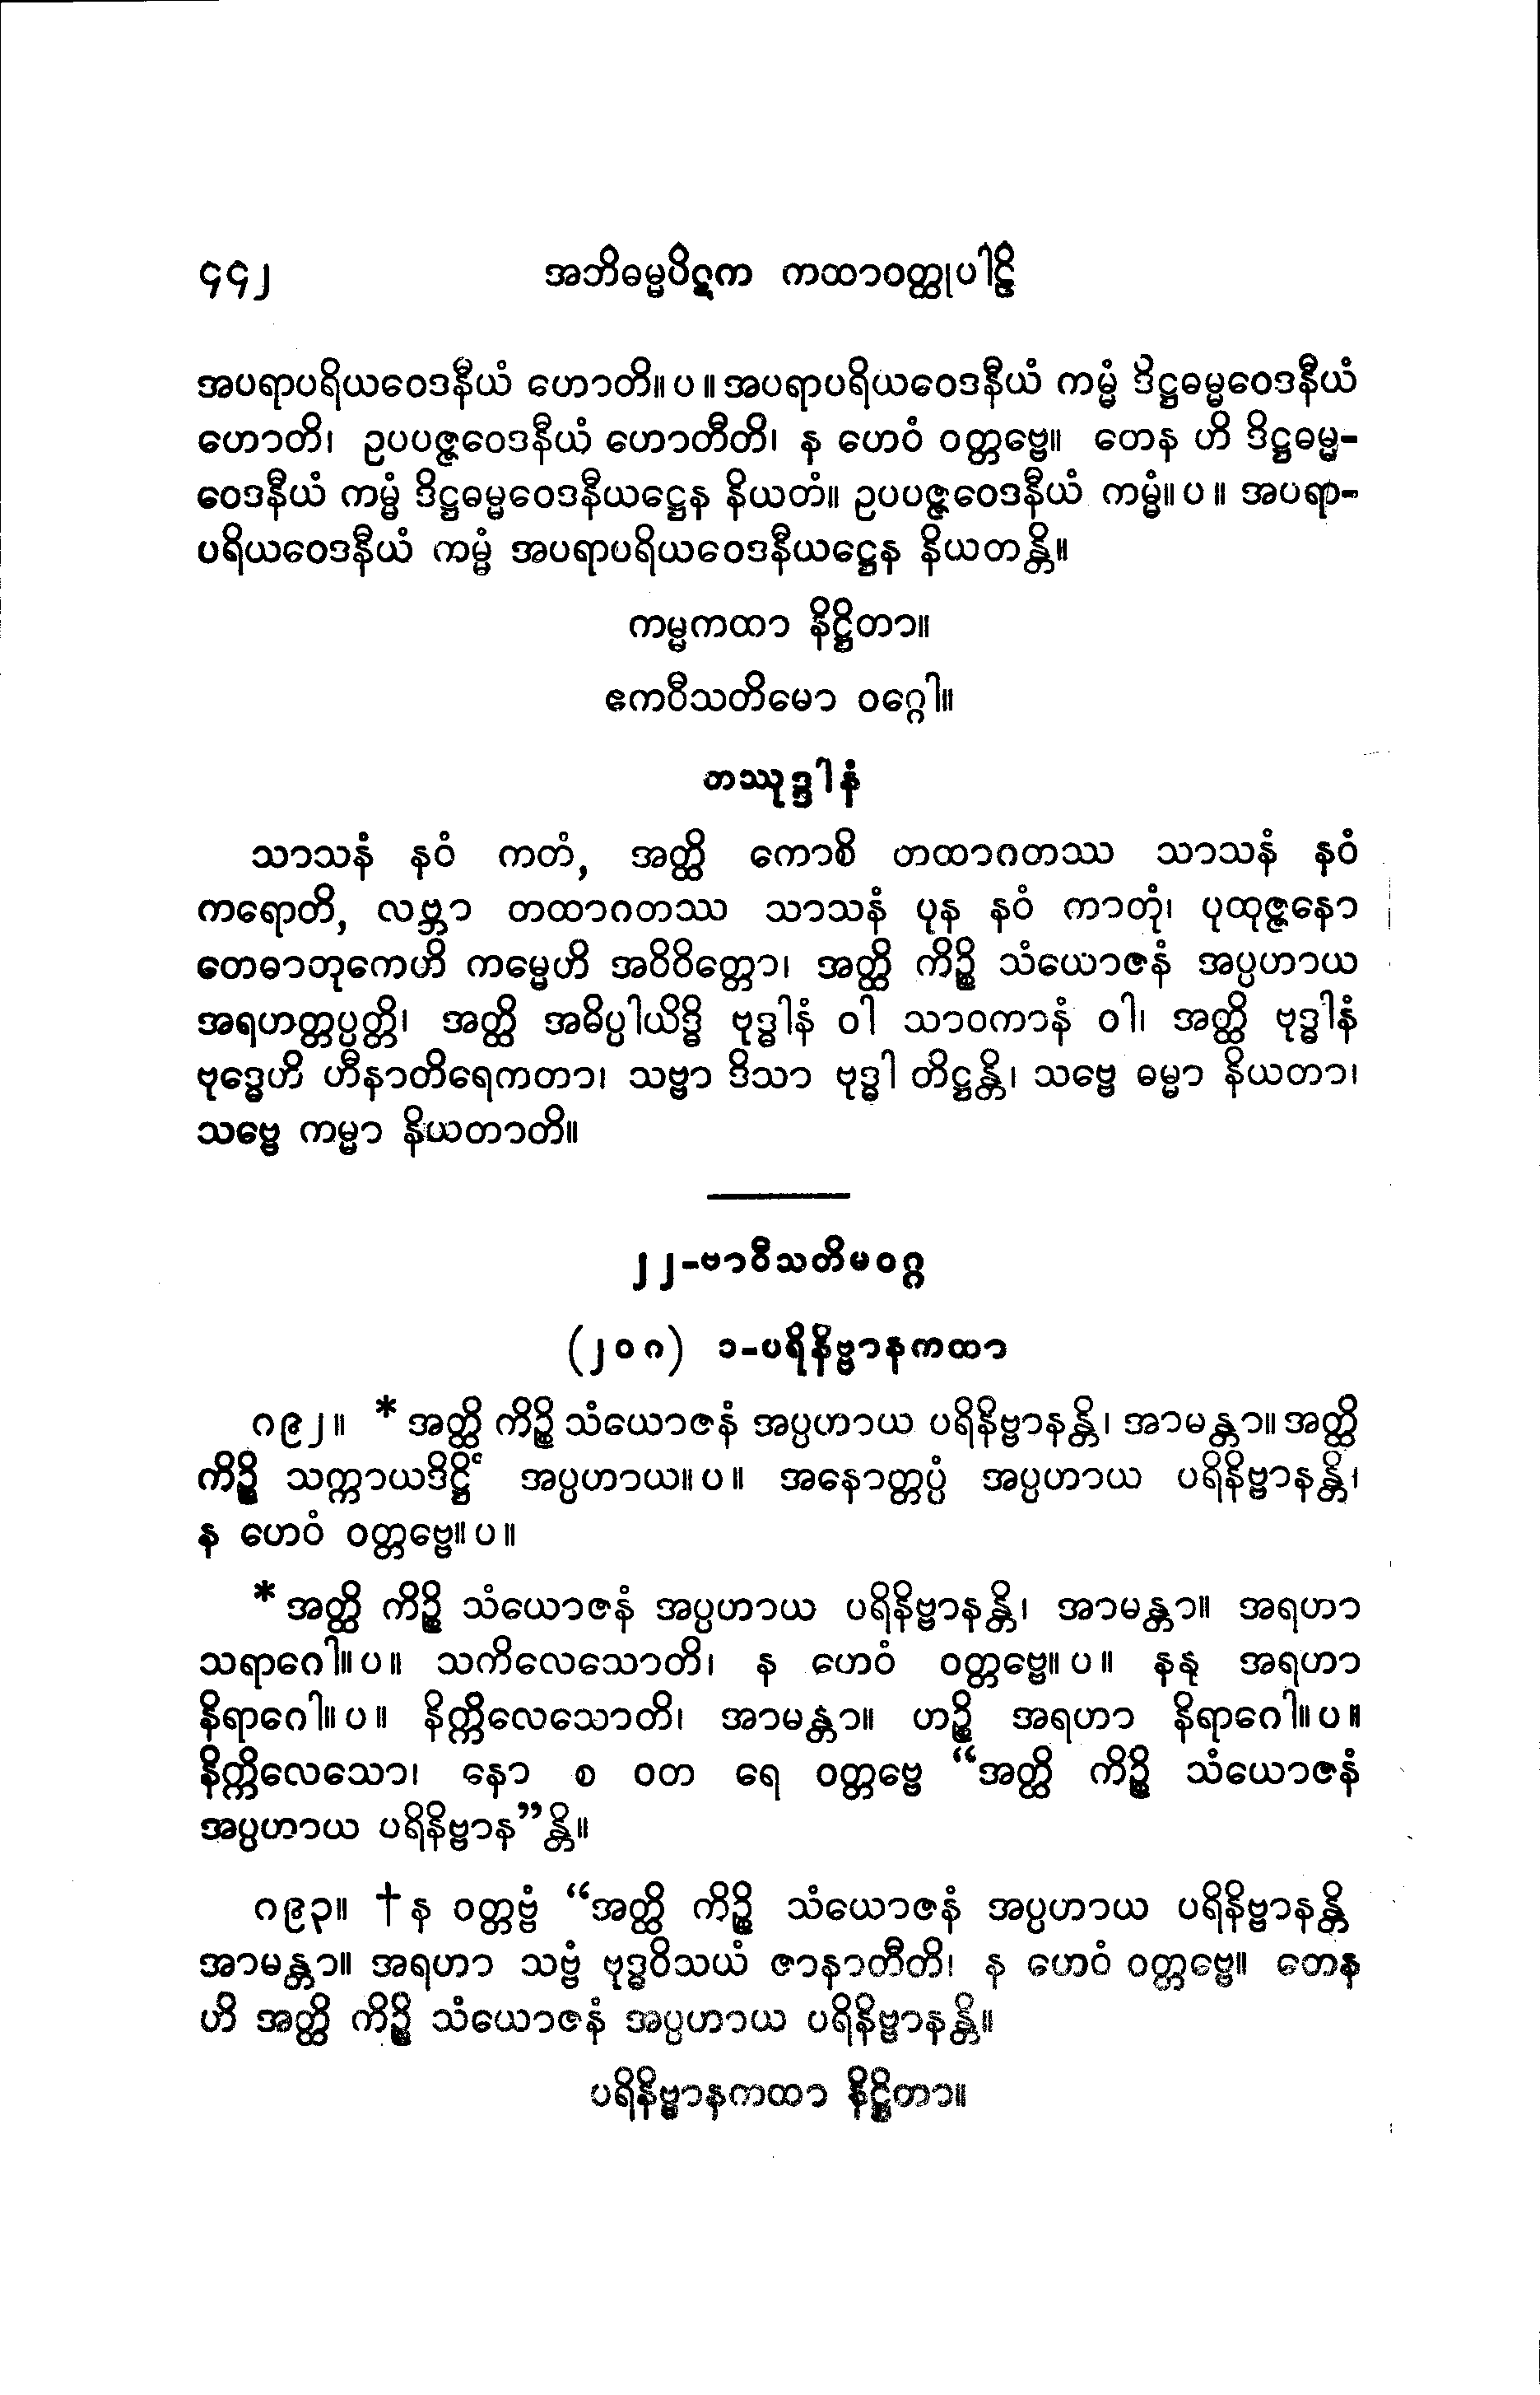 ၄၄၂ အဘိဓမ္မပိဋက ကထာဝတ္ထုပါဠိ
အပရာပရိယဝေဒနီယံ ဟောတိ။ပ။ အပရာပရိယဝေဒနီယံ ကမ္မံ ဒိဋ္ဌဓမ္မဝေဒနီယံ
ဟောတိ၊ ဥပပဇ္ဇဝေဒနီယံ ဟောတီတိ၊ န ဟေဝံ ဝတ္တဗ္ဗေ။ တေန ဟိ ဒိဋ္ဌဓမ္မ-
ဝေဒနီယံ ကမ္မံ ဒိဋ္ဌဓမ္မဝေဒနီယဋ္ဌေန နိယတံ။ ဥပပဇ္ဇဝေဒနီယံ ကမ္မံ။ပ။ အပရာ-
ပရိယဝေဒနီယံ ကမ္မံ အပရာပရိယဝေဒနီယဋ္ဌေန နိယတန္တိ။
ကမ္မကထာ နိဋ္ဌိတာ။
ဧကဝီသတိမော ဝဂ္ဂေါ။
တဿုဒ္ဒါနံ
သာသနံ နဝံ ကတံ, အတ္ထိ ကောစိ တထာဂတဿ သာသနံ နဝံ
ကရောတိ, လဗ္ဘာ တထာဂတဿ သာသနံ ပုန နဝံ ကာတုံ၊ ပုထုဇ္ဇနော
တေဓာတုကေဟိ ကမ္မေဟိ အဝိဝိတ္တော၊ အတ္ထိ ကိဉ္စိ သံယောဇနံ အပ္ပဟာယ
အရဟတ္တပ္ပတ္တိ၊ အတ္ထိ အဓိပ္ပါယိဒ္ဓိ ဗုဒ္ဓါနံ ဝါ သာဝကာနံ ဝါ၊ အတ္ထိ ဗုဒ္ဓါနံ
ဗုဒ္ဓေဟိ ဟီနာတိရေကတာ၊ သဗ္ဗာ ဒိသာ ဗုဒ္ဓါ တိဋ္ဌန္တိ၊ သဗ္ဗေ ဓမ္မာ နိယတာ၊
သဗ္ဗေ ကမ္မာ နိယတာတိ။
၂၂-ဗာဝီသတိမဝဂ္ဂ
(၂၀၈) ၁-ပရိနိဗ္ဗာနကထာ
၈၉၂။ * အတ္ထိ ကိဉ္စိ သံယောဇနံ အပ္ပဟာယ ပရိနိဗ္ဗာနန္တိ၊ အာမန္တာ။ အတ္ထိ
ကိဉ္စိ သက္ကာယဒိဋ္ဌိံ အပ္ပဟာယ။ပ။ အနောတ္တပ္ပံ အပ္ပဟာယ ပရိနိဗ္ဗာနန္တိ၊
န ဟေဝံ ဝတ္တဗ္ဗေ။ပ။
* အတ္ထိ ကိဉ္စိ သံယောဇနံ အပ္ပဟာယ ပရိနိဗ္ဗာနန္တိ၊ အာမန္တာ။ အရဟာ
သရာဂေါ။ပ။ သကိလေသောတိ၊ န ဟေဝံ ဝတ္တဗ္ဗေ။ပ။ နနု အရဟာ
နိရာဂေါ။ပ။ နိက္ကိလေသောတိ၊ အာမန္တာ။ ဟဉ္စိ အရဟာ နိရာဂေါ။ပ။
နိက္ကိလေသော၊ နော စ ဝတ ရေ ဝတ္တဗ္ဗေ “အတ္ထိ ကိဉ္စိ သံယောဇနံ
အပ္ပဟာယ ပရိနိဗ္ဗာန”န္တိ။
၈၉၃။ † န ဝတ္တဗ္ဗံ “အတ္ထိ ကိဉ္စိ သံယောဇနံ အပ္ပဟာယ ပရိနိဗ္ဗာနန္တိ
အာမန္တာ။ အရဟာ သဗ္ဗံ ဗုဒ္ဓဝိသယံ ဇာနာတီတိ၊ န ဟေဝံ ဝတ္တဗ္ဗေ။ တေန
ဟိ အတ္ထိ ကိဉ္စိ သံယောဇနံ အပ္ပဟာယ ပရိနိဗ္ဗာနန္တိ။
ပရိနိဗ္ဗာနကထာ နိဋ္ဌိတာ။